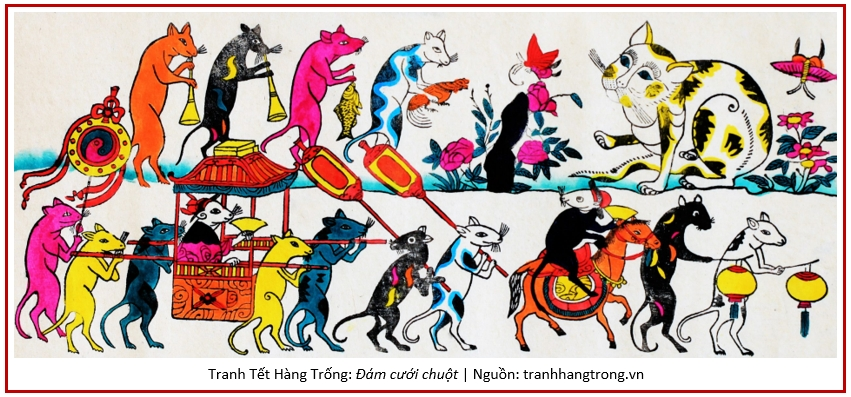 Tranh Tết Hàng Trống: Đám cưới chuột | Nguồn: tranhhangtrong.vn